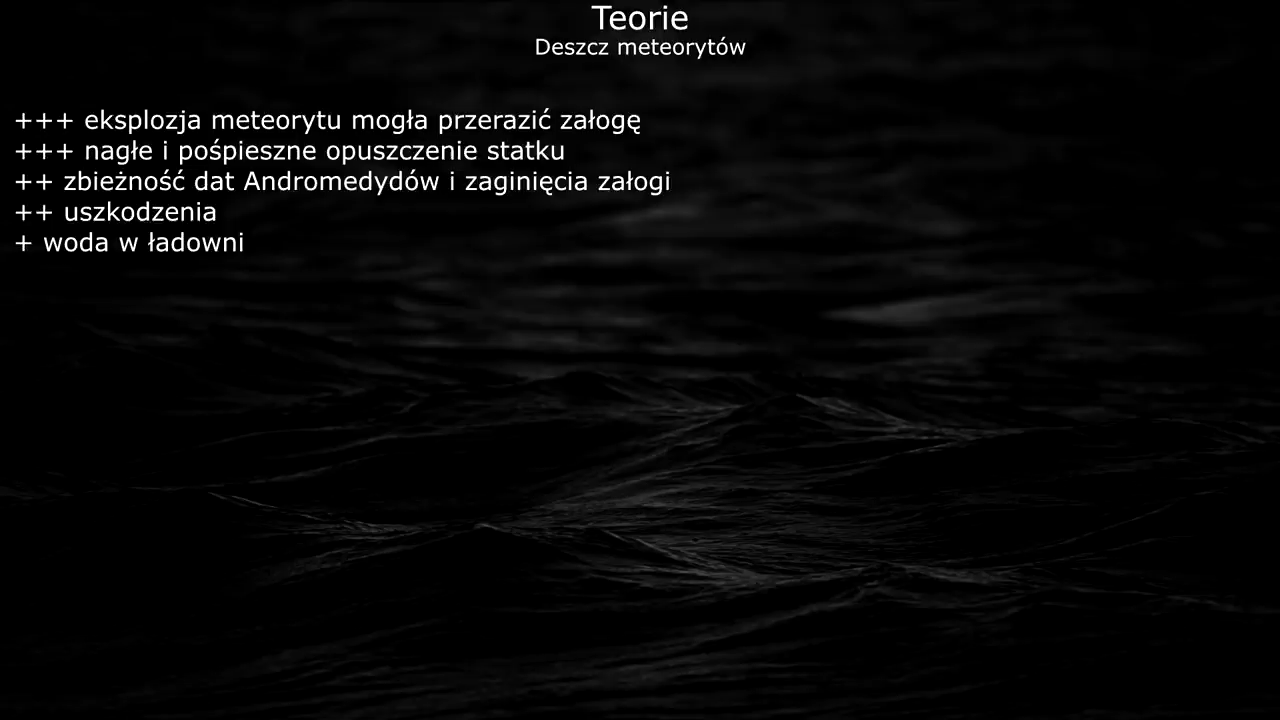 Teorie
Deszcz meteorytów
+++ eksplozja meteorytu mogła przerazić załogę
+++ nagłe i pośpieszne opuszczenie statku
++ zbieżność dat Andromedydów i zaginięcia załogi
++ uszkodzenia
+ woda w ładowni